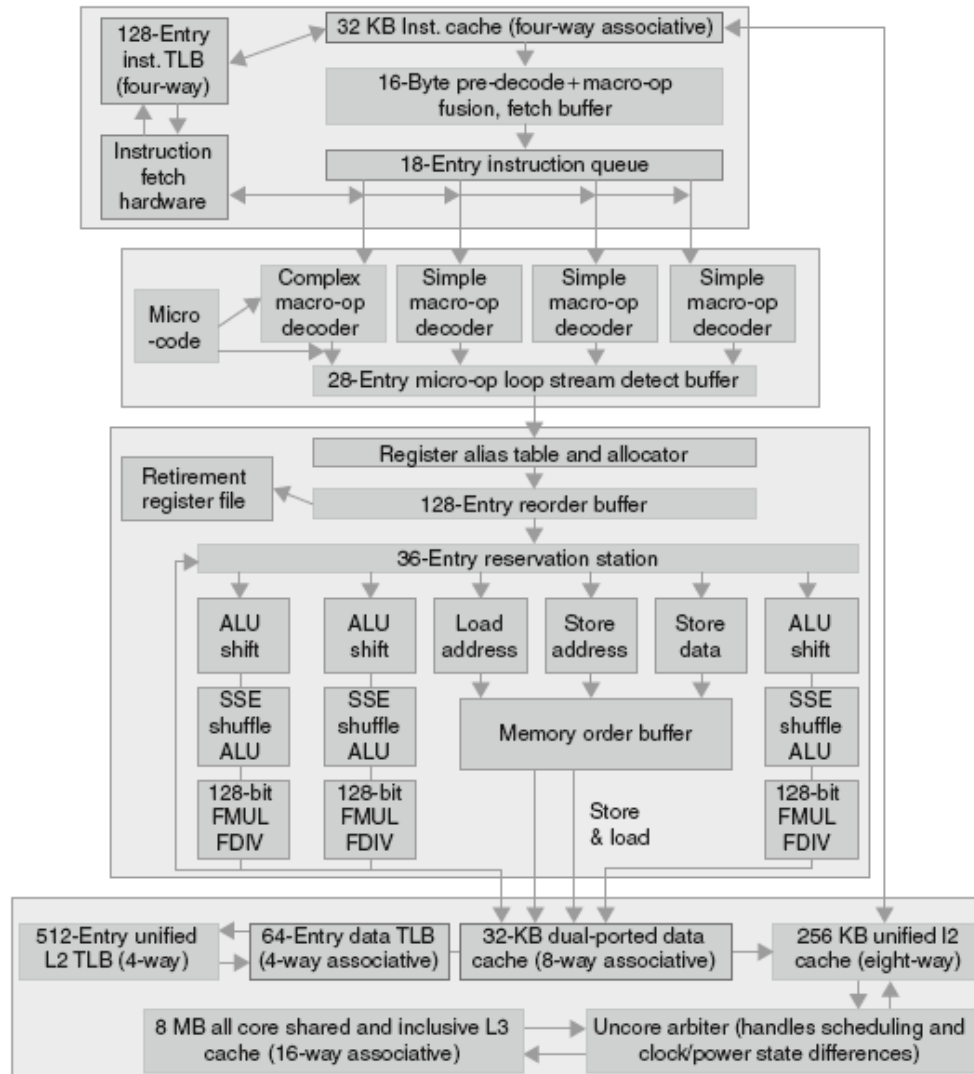 128-Entry
inst. TLB
(four-way)
32 KB Inst. cache (four-way associative)
16-Byte pre-decode+macro-op
fusion, fetch buffer
Instruction
fetch
hardware
18-Entry instruction queue
Micro
-code
Complex
macro-op
decoder
Simple
macro-op
decoder
Simple
macro-op
decoder
Simple
macro-op
decoder
28-Entry micro-op loop stream detect buffer
Register alias table and allocator
Retirement
register file
128-Entry reorder buffer
36-Entry reservation station
ALU
shift
ALU
shift
Load
address
Store
address
Store
data
ALU
shift
SSE
shuffle
ALU
SSE
shuffle
ALU
Memory order buffer
SSE
shuffle
ALU
128-bit
FMUL
FDIV
128-bit
FMUL
FDIV
Store
& load
128-bit
FMUL
FDIV
512-Entry unified
L2 TLB (4-way)
64-Entry data TLB
(4-way associative)
32-KB dual-ported data
cache (8-way associative)
256 KB unified l2
cache (eight-way)
8 MB all core shared and inclusive L3
cache (16-way associative)
Uncore arbiter (handles scheduling and
clock/power state differences)